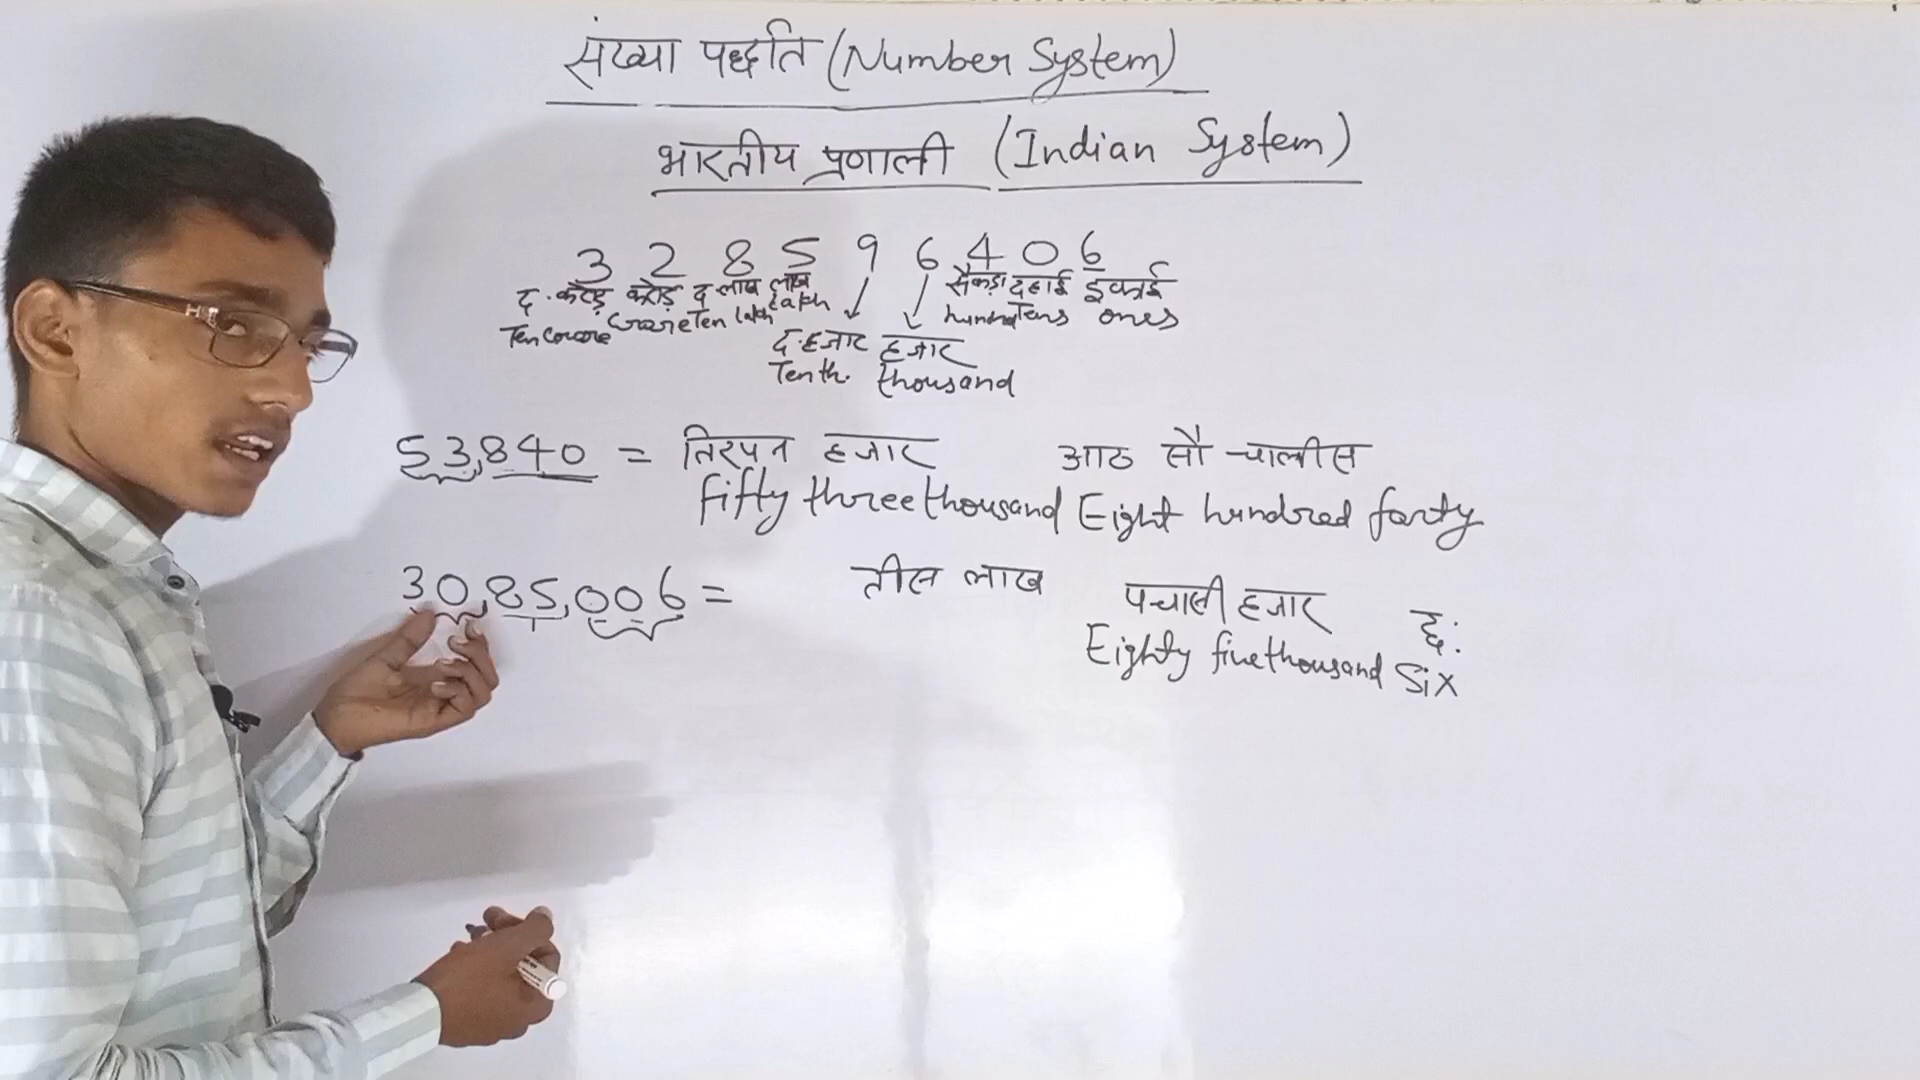 संख्या पद्धति (Number System)
भारतीय प्रणाली (Indian System)
3 2 8 5 9 6 4 0 6
द.करोड़ करोड़ द.लाख लाख सैकड़ा दहाई इकाई
Ten Crore Ten lakh lakh Tens ones
द.हजार हजार
Ten th. thousand
53,840 = तिरपन हजार आठ सौ चालीस
fifty three thousand Eight hundred forty
30,85,006 = तीस लाख पचासी हजार छ:
Eighty five thousand Six